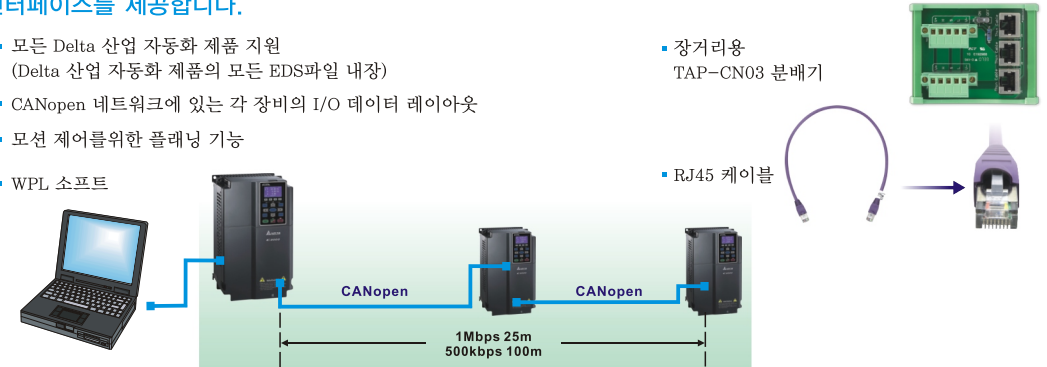 인터페이스를 제공합니다.
모든 Delta 산업 자동화 제품 지원
(Delta 산업 자동화 제품의 모든 EDS파일 내장)
CANopen 네트워크에 있는 각 장비의 I/O 데이터 레이아웃
모션 제어를위한 플래닝 기능
WPL 소프트
장거리용
TAP-CN03 분배기
RJ45 케이블
CANopen
CANopen
1Mbps 25m
500kbps 100m